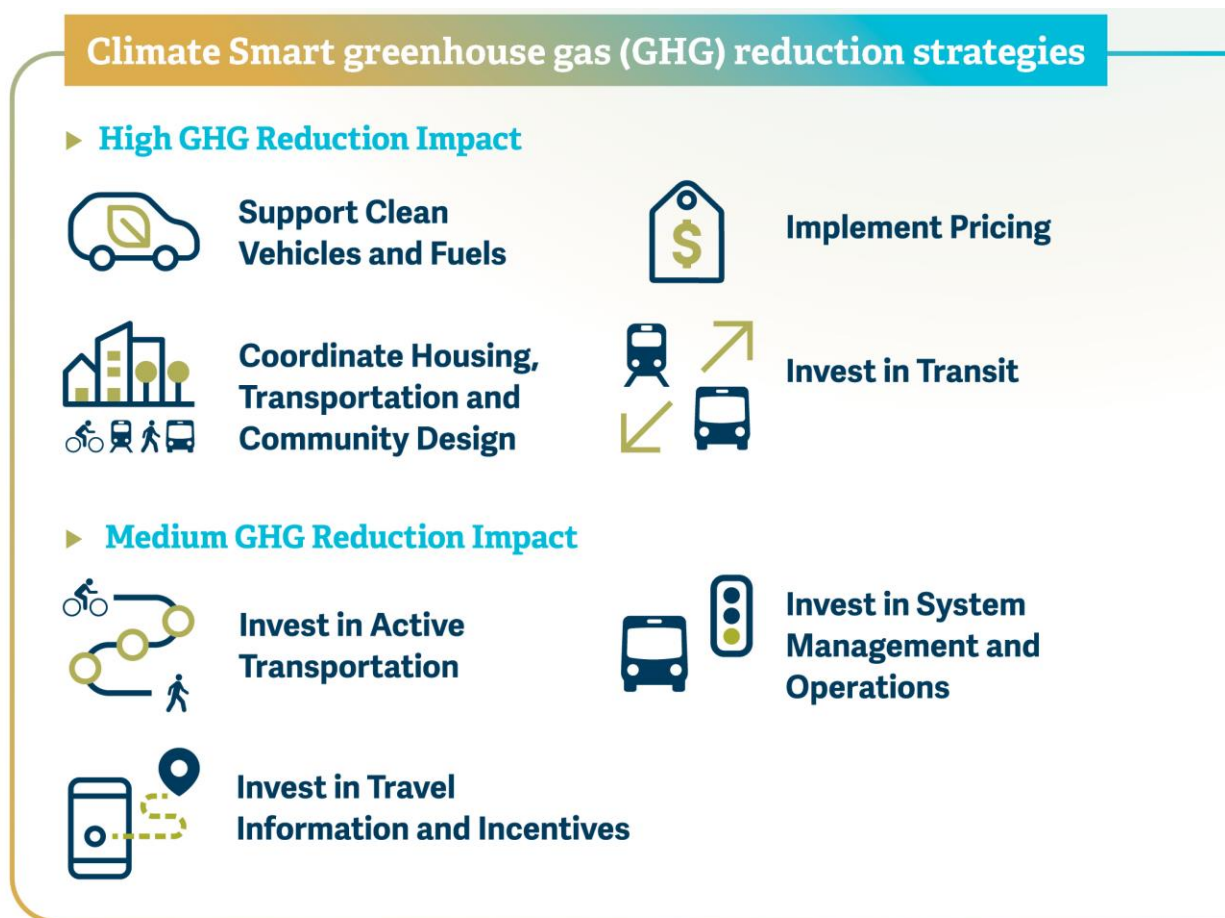 Climate Smart greenhouse gas (GHG) reduction strategies
High GHG Reduction Impact
Support Clean
Vehicles and Fuels
Implement Pricing
$
Coordinate Housing,
Transportation and
Community Design
Invest in Transit
Medium GHG Reduction Impact
Invest in Active
Transportation
Invest in System
Management and
Operations
Invest in Travel
Information and Incentives